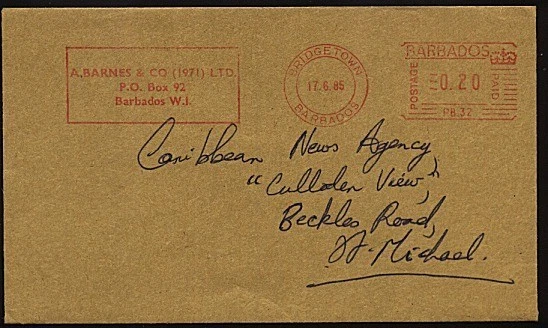 A. BARNES & CO (1971) LTD.
P.O. Box 92
Barbados W.I.
BRIDGETOWN
17.6.85
BARBADOS
BARBADOS
POSTAGE
0.20
PAID
PB.32
Caribbean News Agency,
"Culloden View",
Beckles Road,
St. Michael.